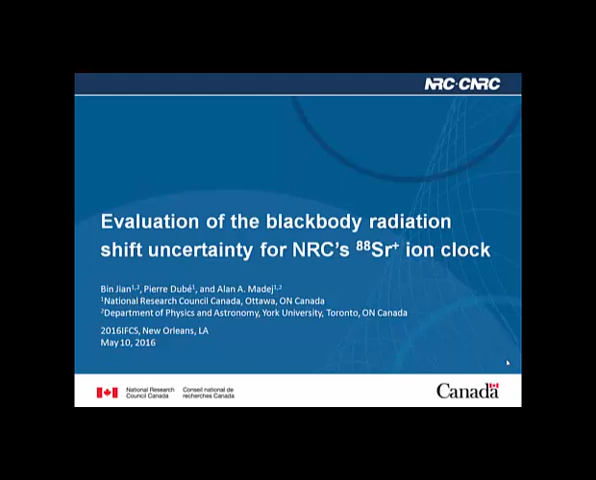 NRC·CNRC
Evaluation of the blackbody radiation
shift uncertainty for NRC's ⁸⁸Sr⁺ ion clock
Bin Jian¹,², Pierre Dubé¹, and Alan A. Madej¹,²
¹National Research Council Canada, Ottawa, ON Canada
²Department of Physics and Astronomy, York University, Toronto, ON Canada
2016IFCS, New Orleans, LA
May 10, 2016
National Research Conseil national de
Council Canada recherches Canada
Canada